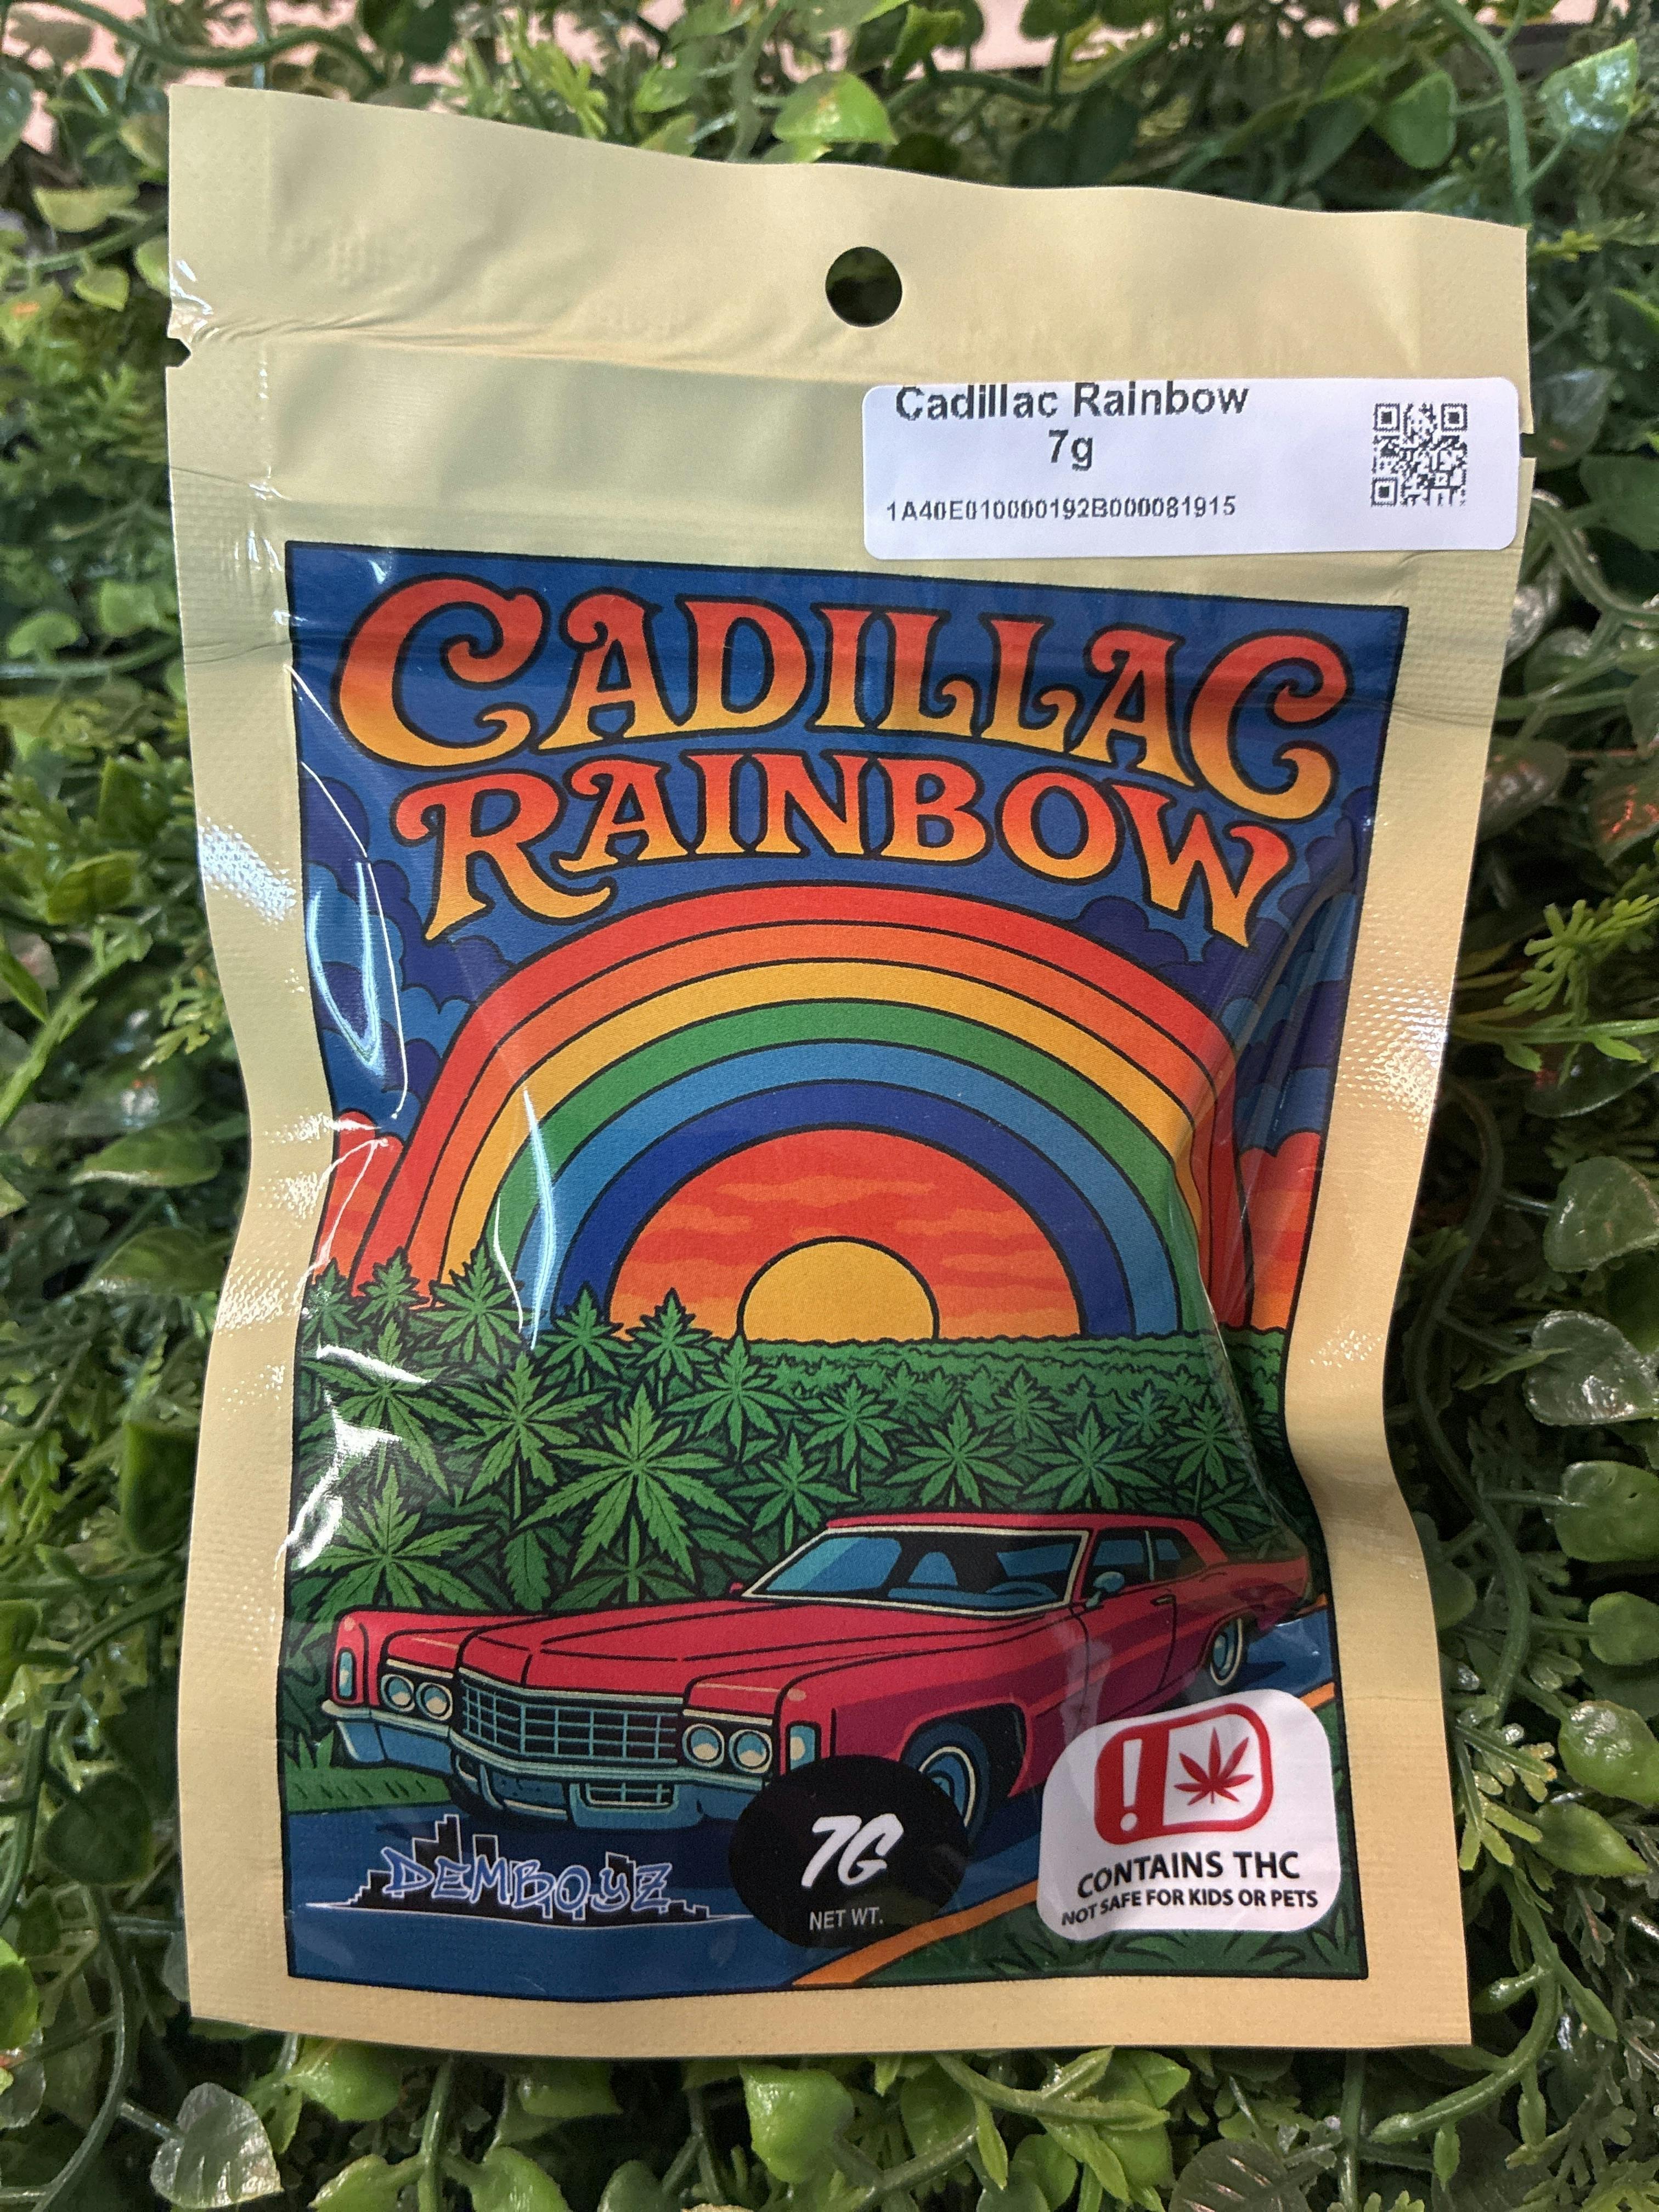 Cadillac Rainbow
7g
1A40E010000192B000081915
CADILLAC
RAINBOW
DEMBOYZ
7G
NET WT.
!
CONTAINS THC
NOT SAFE FOR KIDS OR PETS